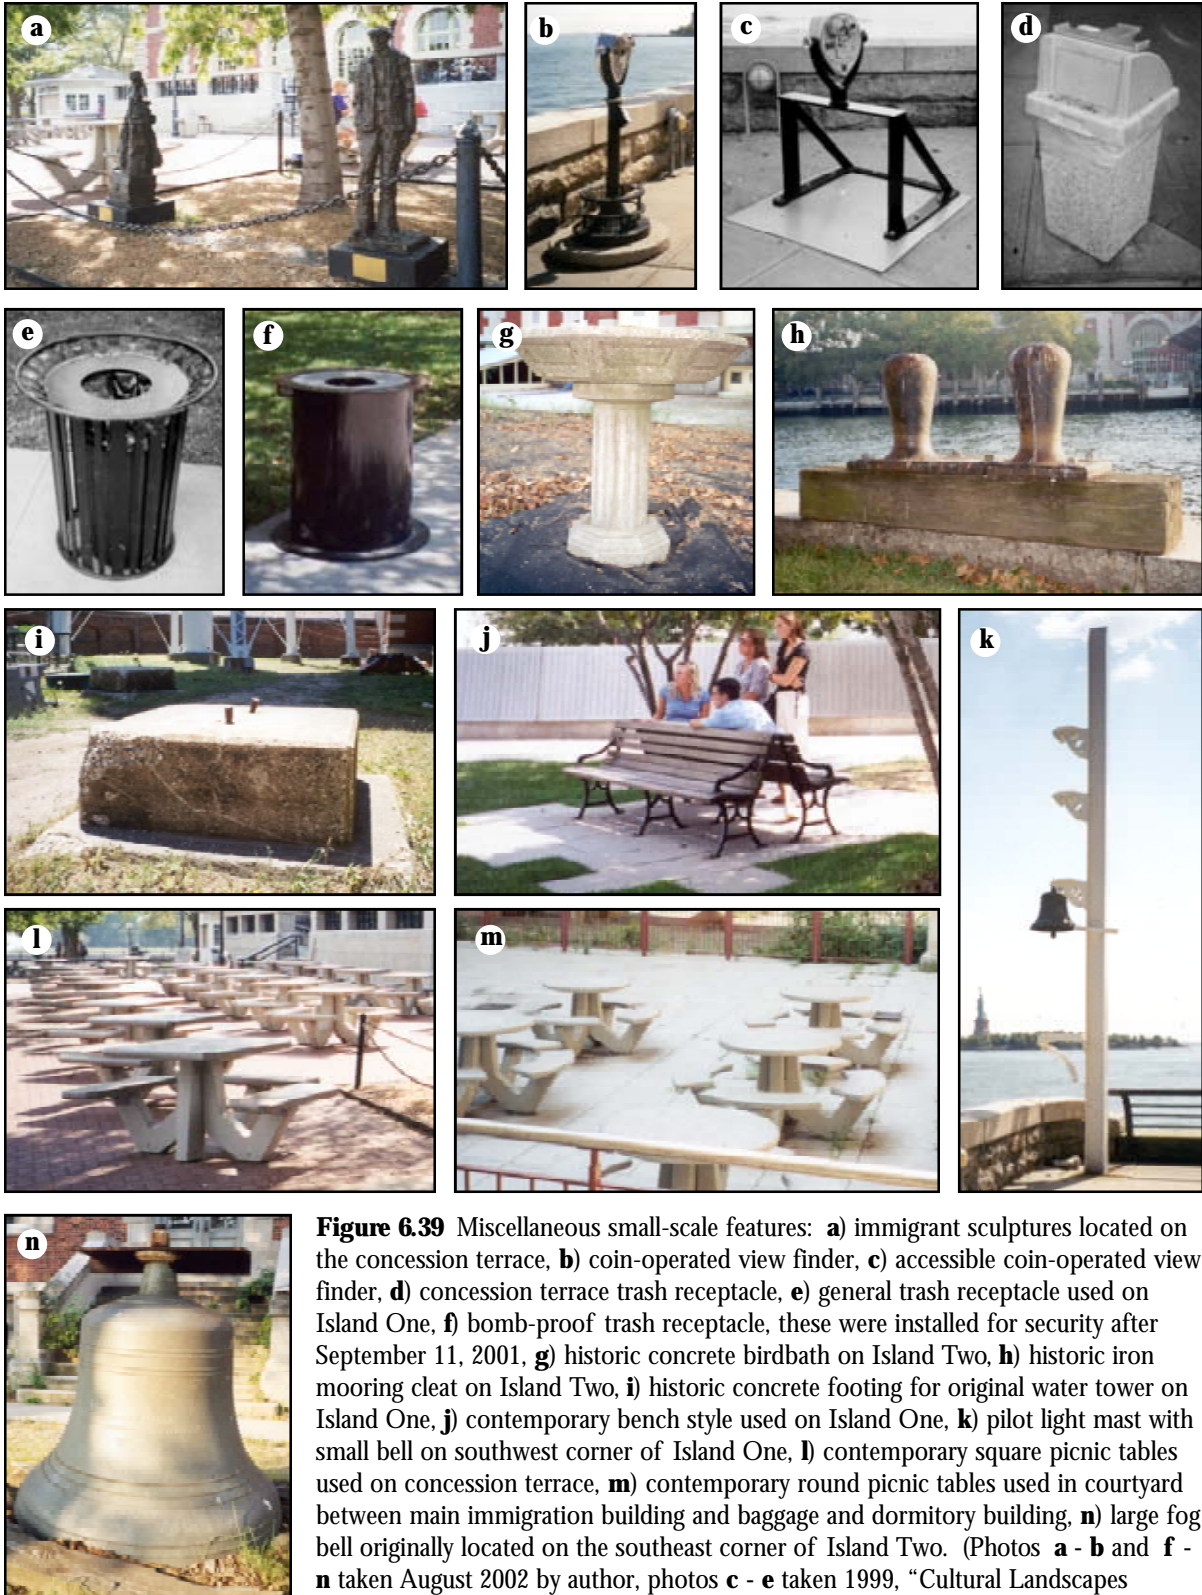 a
b
c
d
e
f
g
h
i
j
k
l
m
n
Figure 6.39 Miscellaneous small-scale features: a) immigrant sculptures located on
the concession terrace, b) coin-operated view finder, c) accessible coin-operated view
finder, d) concession terrace trash receptacle, e) general trash receptacle used on
Island One, f) bomb-proof trash receptacle, these were installed for security after
September 11, 2001, g) historic concrete birdbath on Island Two, h) historic iron
mooring cleat on Island Two, i) historic concrete footing for original water tower on
Island One, j) contemporary bench style used on Island One, k) pilot light mast with
small bell on southwest corner of Island One, l) contemporary square picnic tables
used on concession terrace, m) contemporary round picnic tables used in courtyard
between main immigration building and baggage and dormitory building, n) large fog
bell originally located on the southeast corner of Island Two. (Photos a - b and f -
n taken August 2002 by author, photos c - e taken 1999, “Cultural Landscapes